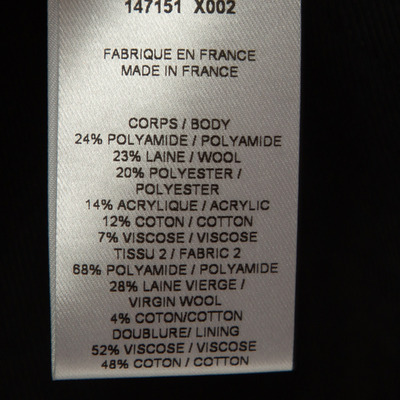 147151 X002
FABRIQUE EN FRANCE
MADE IN FRANCE
CORPS / BODY
24% POLYAMIDE / POLYAMIDE
23% LAINE / WOOL
20% POLYESTER /
POLYESTER
14% ACRYLIQUE / ACRYLIC
12% COTON / COTTON
7% VISCOSE / VISCOSE
TISSU 2 / FABRIC 2
68% POLYAMIDE / POLYAMIDE
28% LAINE VIERGE /
VIRGIN WOOL
4% COTON/COTTON
DOUBLURE/ LINING
52% VISCOSE / VISCOSE
48% COTON / COTTON